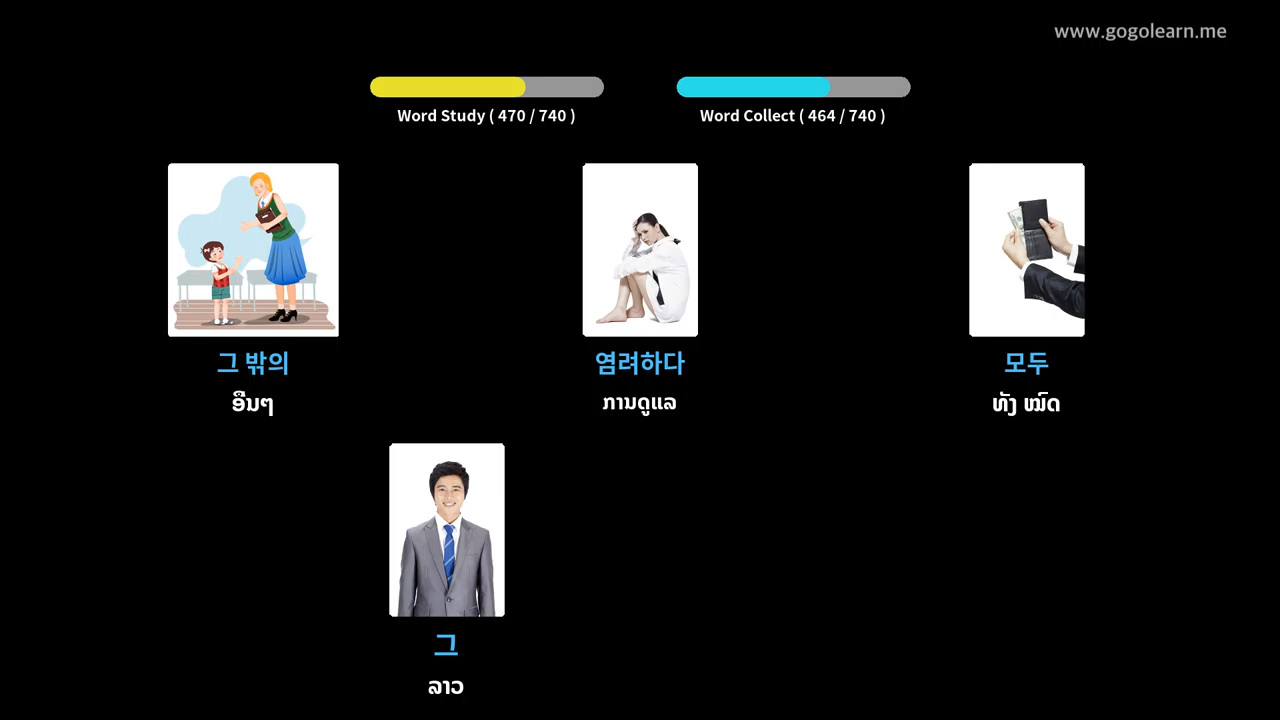 www.gogolearn.me
Word Study ( 470 / 740 )
Word Collect ( 464 / 740 )
그 밖의
ອືນໆ
염려하다
ການດູແລ
모두
ທັງ ໝົດ
그
ລາວ